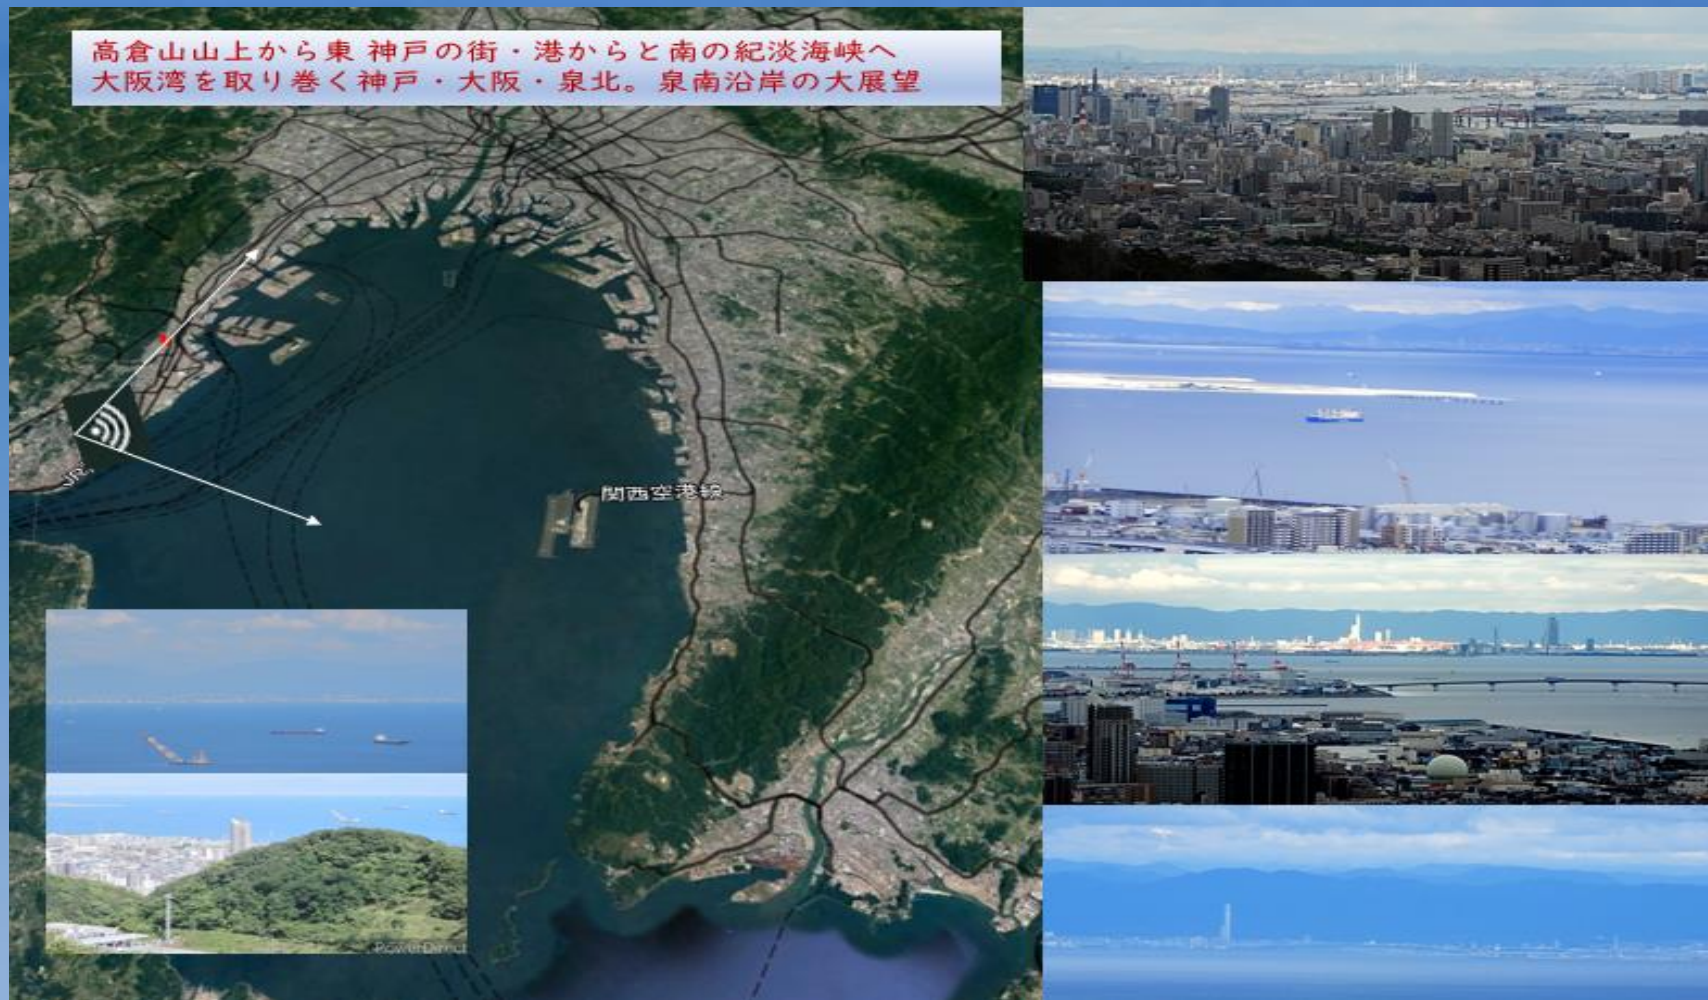 高倉山山上から東 神戸の街・港からと南の紀淡海峡へ
大阪湾を取り巻く神戸・大阪・泉北。泉南沿岸の大展望
関西空港線
PowerDirect